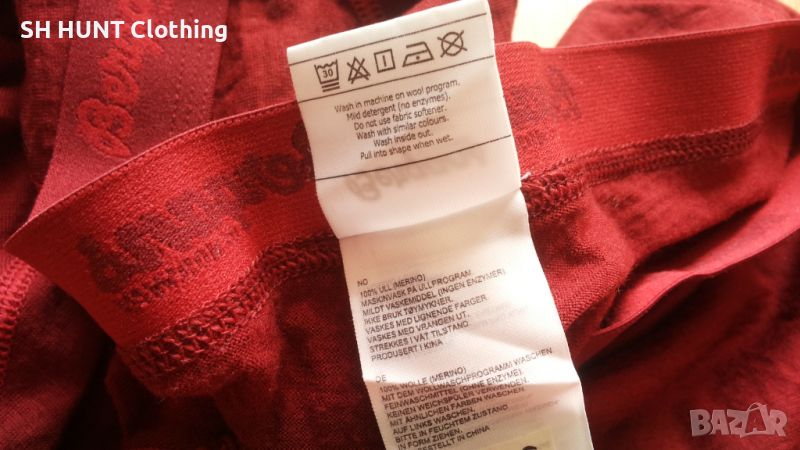 SH HUNT Clothing
30
Wash in machine on wool program.
Mild detergent (no enzymes).
Do not use fabric softener.
Wash with similar colours.
Wash inside out.
Pull into shape when wet.
NO
100% ULL (MERINO)
MASKINVASK PÅ ULLPROGRAM
MILDT VASKEMIDDEL (INGEN ENZYMER)
IKKE BRUK TØYMYKNER.
VASKES MED LIGNENDE FARGER.
VASKES MED VRANGEN UT.
STREKKES I VÅT TILSTAND
PRODUSERT I KINA
DE
100% WOLLE (MERINO)
MIT DEM WOLLWASCHPROGRAMM WASCHEN
FEINWASCHMITTEL (OHNE ENZYME).
KEINEN WEICHSPÜLER VERWENDEN.
MIT ÄHNLICHEN FARBEN WASCHEN.
AUF LINKS WASCHEN.
BITTE IN FEUCHTEM ZUSTAND
IN FORM ZIEHEN.
HERGESTELLT IN CHINA
BAZAR